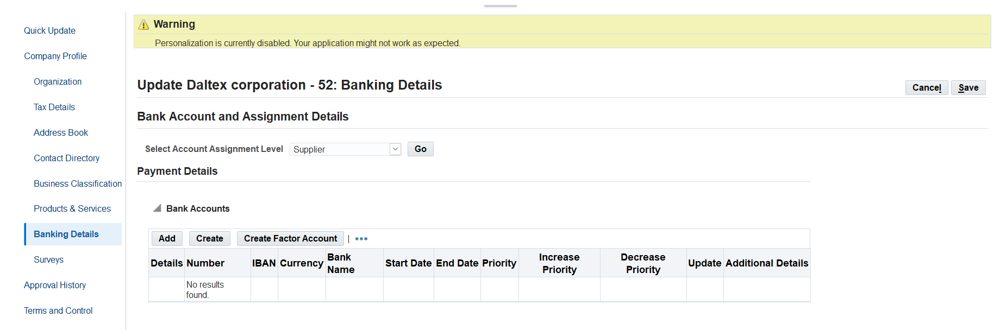 Warning
Personalization is currently disabled. Your application might not work as expected.
Quick Update
Company Profile
Organization
Tax Details
Address Book
Contact Directory
Business Classification
Products & Services
Banking Details
Surveys
Approval History
Terms and Control
Update Daltex corporation - 52: Banking Details
Cancel Save
Bank Account and Assignment Details
Select Account Assignment Level Supplier Go
Payment Details
Bank Accounts
Add Create Create Factor Account |
Details Number IBAN Currency Bank Name Start Date End Date Priority Increase Priority Decrease Priority Update Additional Details
No results
found.